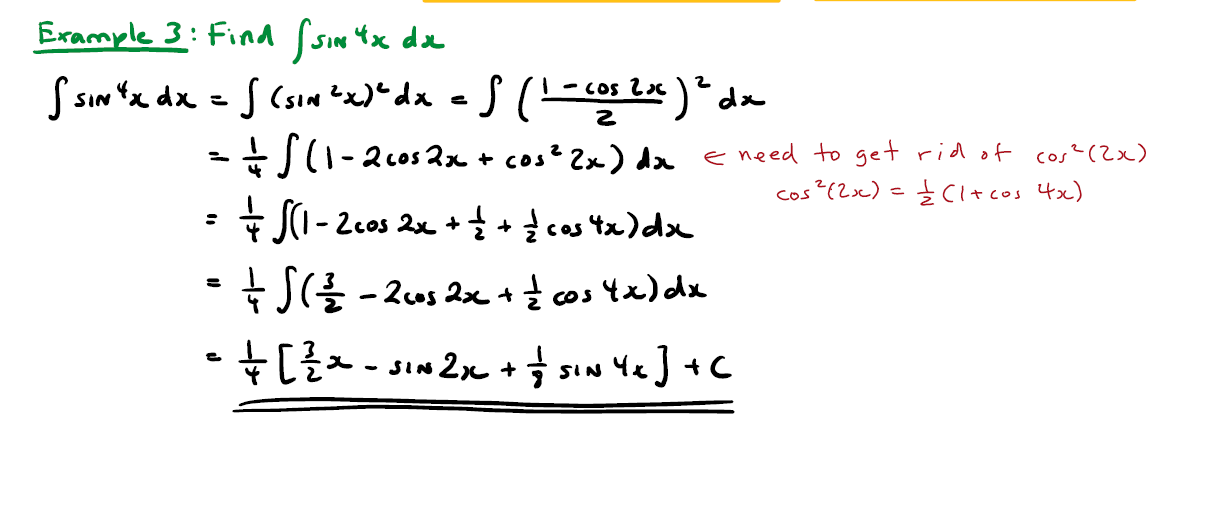 Example 3: Find ∫ sin⁴x dx
∫ sin⁴x dx = ∫ (sin²x)² dx = ∫ ((1 - cos 2x)/2)² dx
= 1/4 ∫ (1 - 2cos2x + cos² 2x) dx ← need to get rid of cos²(2x)
cos²(2x) = 1/2 (1 + cos 4x)
= 1/4 ∫(1 - 2cos 2x + 1/2 + 1/2 cos 4x) dx
= 1/4 ∫(3/2 - 2cos 2x + 1/2 cos 4x) dx
= 1/4 [3/2 x - sin 2x + 1/8 sin 4x] + C